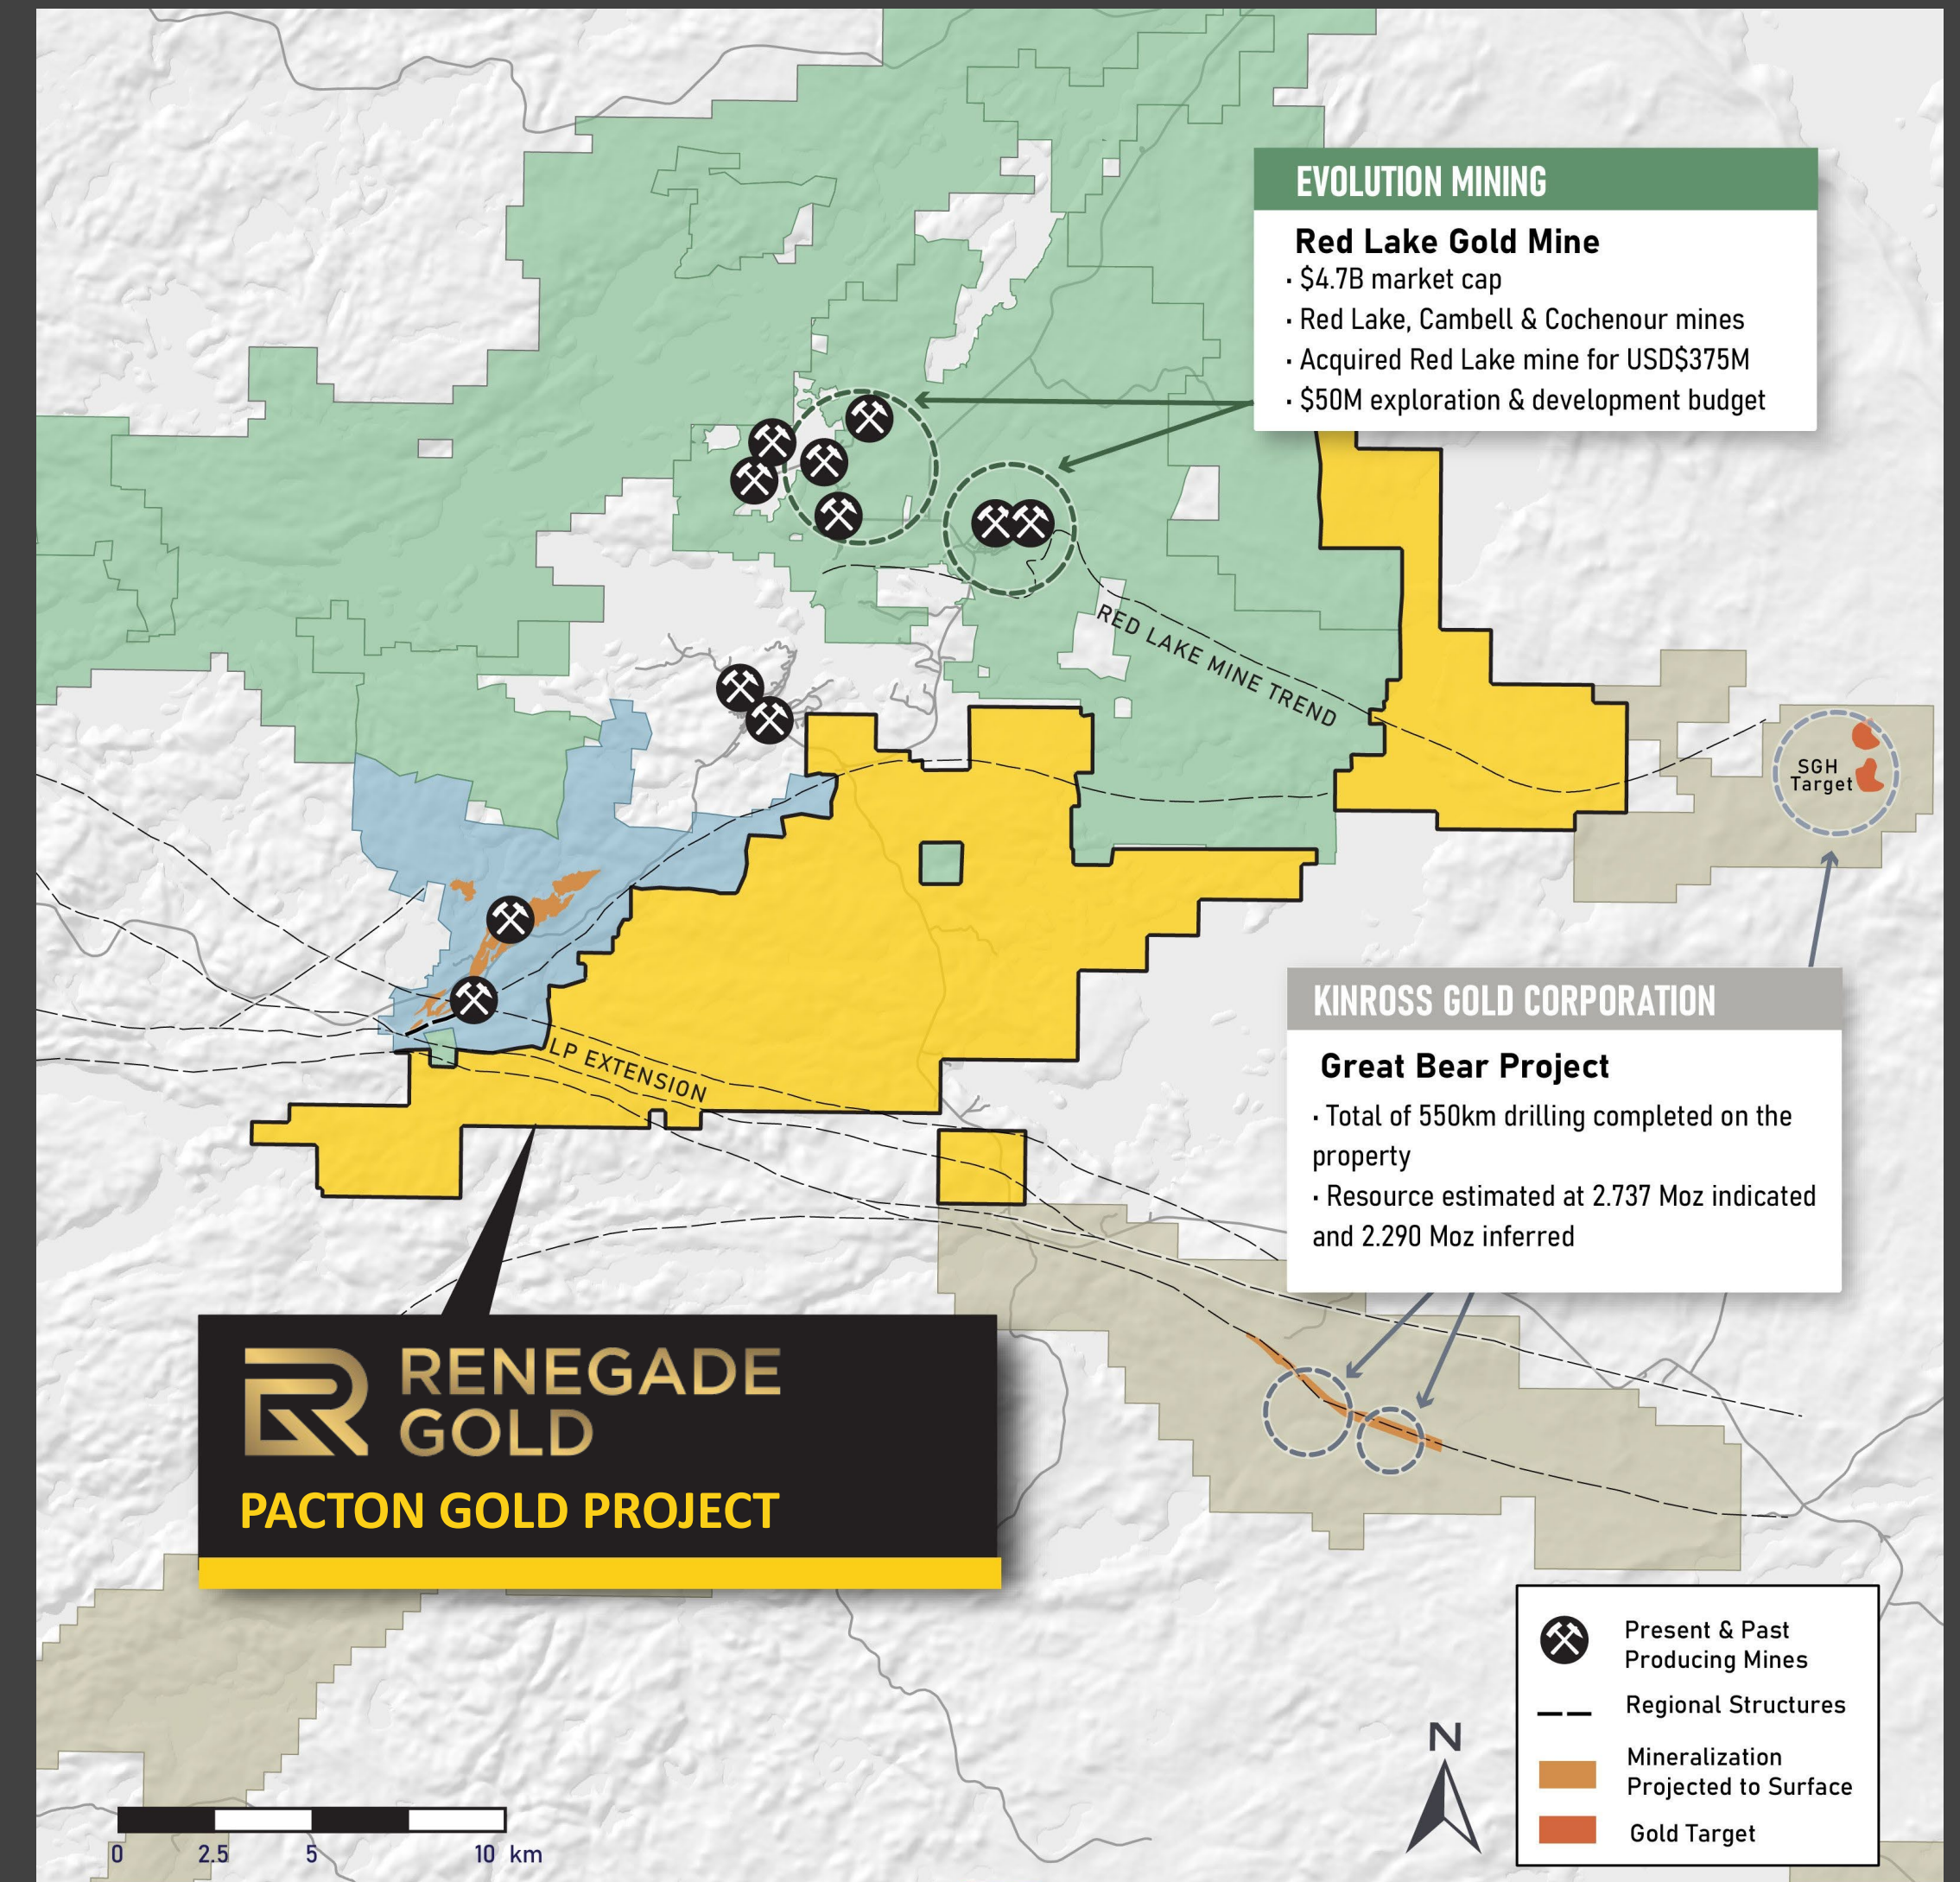 EVOLUTION MINING
Red Lake Gold Mine
· $4.7B market cap
· Red Lake, Cambell & Cochenour mines
· Acquired Red Lake mine for USD$375M
· $50M exploration & development budget
RED LAKE MINE TREND
SGH
Target
KINROSS GOLD CORPORATION
Great Bear Project
· Total of 550km drilling completed on the
property
· Resource estimated at 2.737 Moz indicated
and 2.290 Moz inferred
LP EXTENSION
RENEGADE
GOLD
PACTON GOLD PROJECT
Present & Past
Producing Mines
Regional Structures
Mineralization
Projected to Surface
Gold Target
N
0 2.5 5 10 km